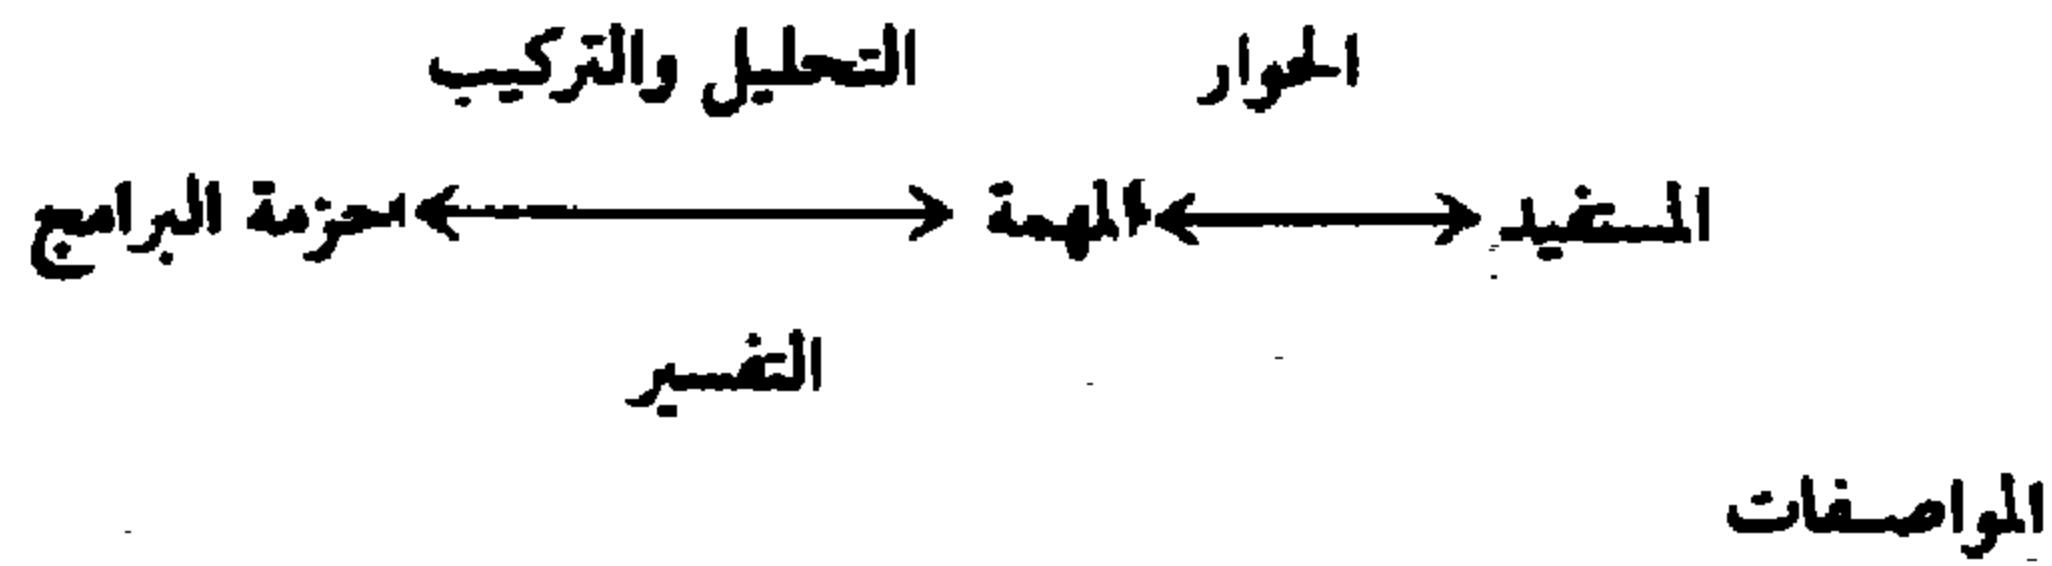 الحوار التحليل والتركيب
المستفيد المهمة حزمة البرامج
التفسير
المواصفات